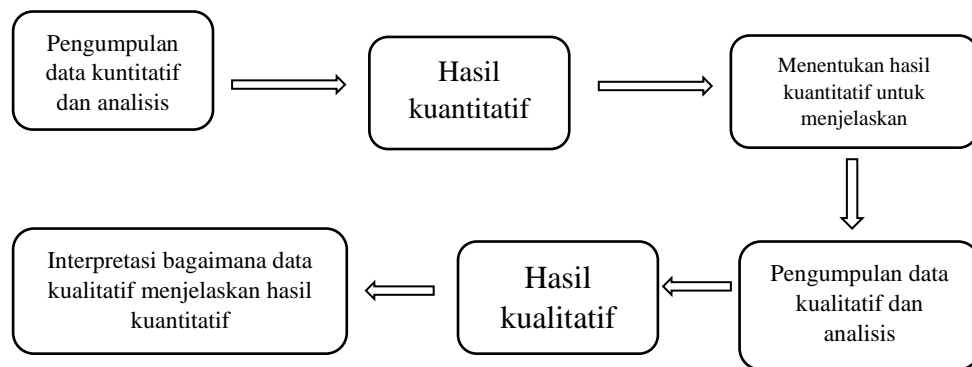 Pengumpulan
data kuntitatif
dan analisis
Hasil
kuantitatif
Menentukan hasil
kuantitatif untuk
menjelaskan
Pengumpulan data
kualitatif dan
analisis
Hasil
kualitatif
Interpretasi bagaimana data
kualitatif menjelaskan hasil
kuantitatif